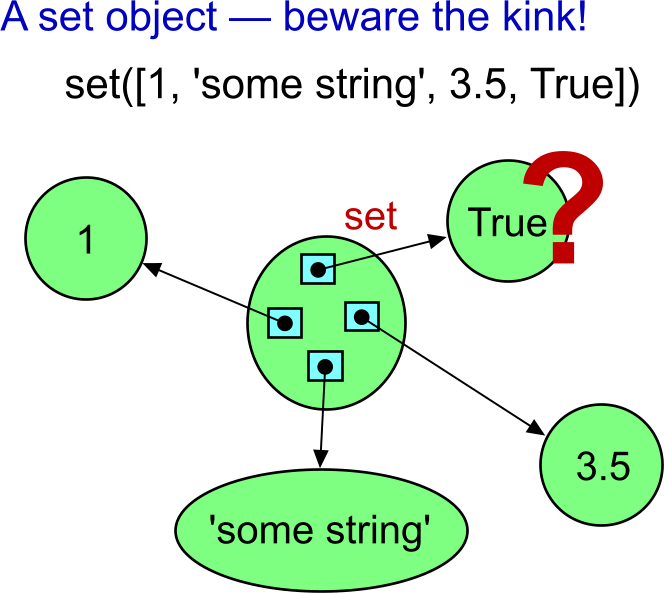 A set object — beware the kink!
set([1, 'some string', 3.5, True])
set
True
?
1
3.5
'some string'